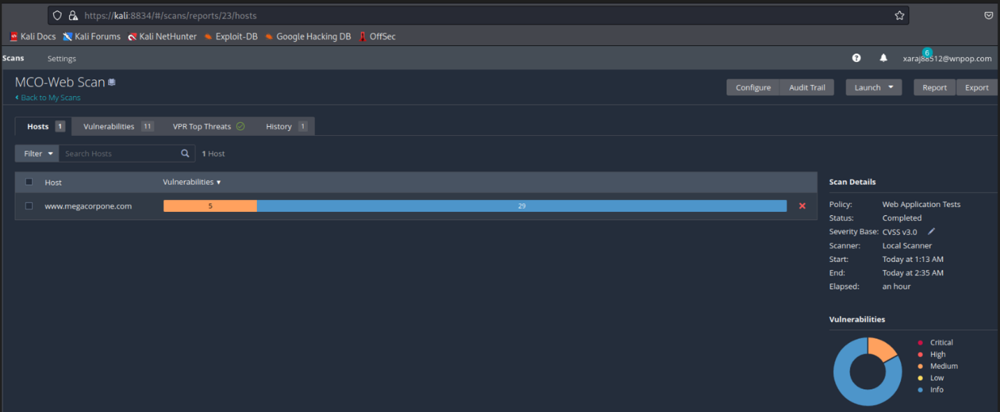 https://kali:8834/#/scans/reports/23/hosts
Kali Docs Kali Forums Kali NetHunter Exploit-DB Google Hacking DB OffSec
Scans Settings 6 xaraj88512@wnpop.com
MCO-Web Scan
Back to My Scans
Configure Audit Trail Launch Report Export
Hosts 1 Vulnerabilities 11 VPR Top Threats History 1
Filter Search Hosts 1 Host
Host Vulnerabilities
www.megacorpone.com 5 29
Scan Details
Policy: Web Application Tests
Status: Completed
Severity Base: CVSS v3.0
Scanner: Local Scanner
Start: Today at 1:13 AM
End: Today at 2:35 AM
Elapsed: an hour
Vulnerabilities
Critical
High
Medium
Low
Info